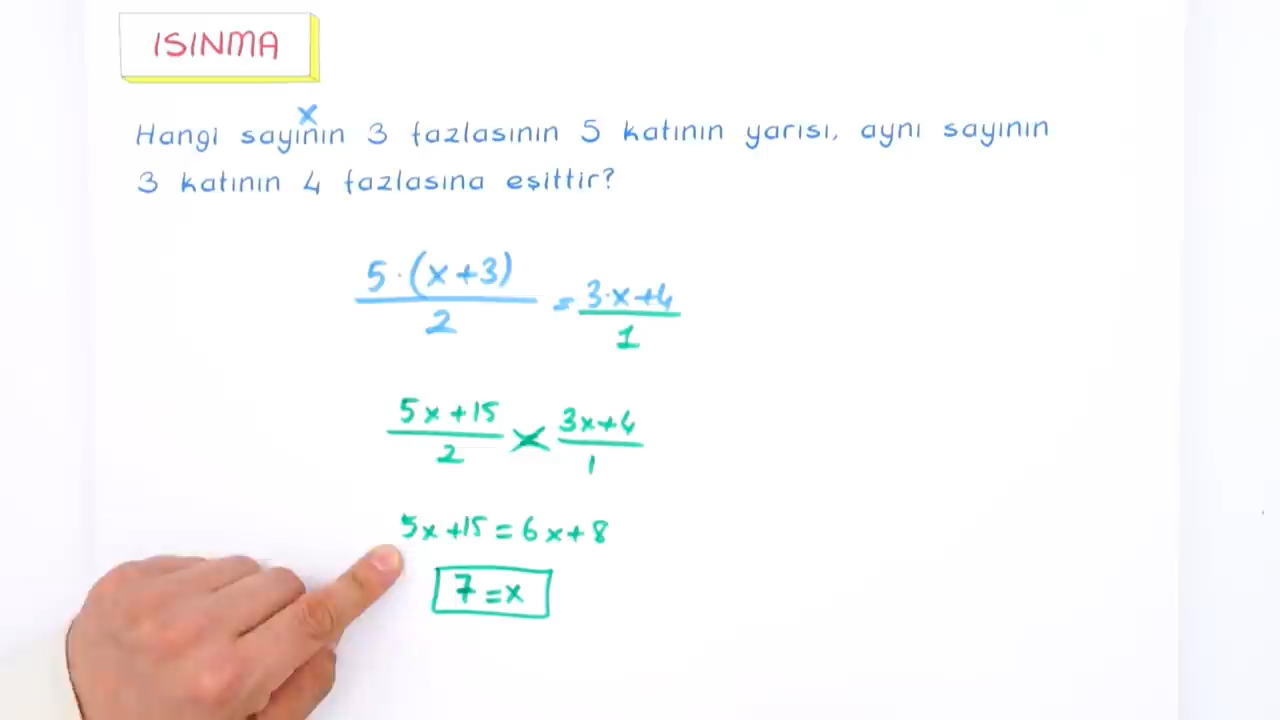 ISINMA
x
Hangi sayının 3 fazlasının 5 katının yarısı, aynı sayının
3 katının 4 fazlasına eşittir?
5·(x+3)/2 = 3·x+4/1
5x+15/2 × 3x+4/1
5x+15=6x+8
7=x